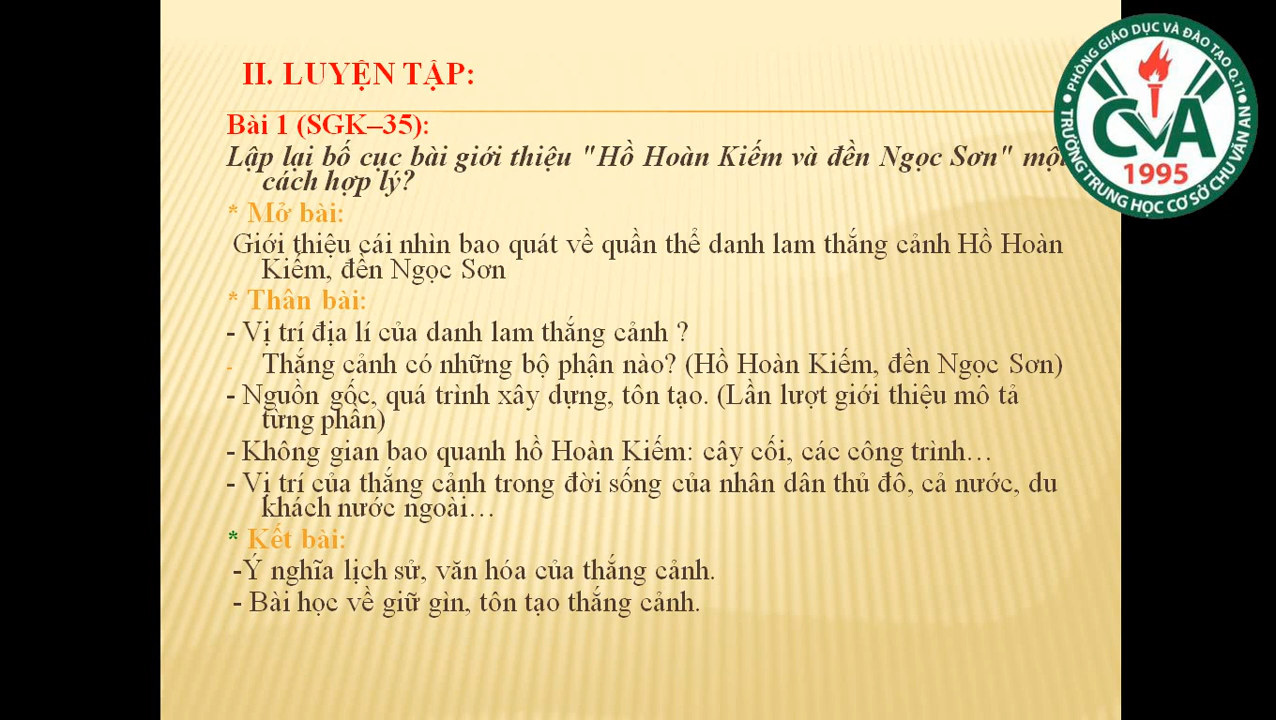 II. LUYỆN TẬP:
Bài 1 (SGK–35):
Lập lại bố cục bài giới thiệu "Hồ Hoàn Kiếm và đền Ngọc Sơn" một
cách hợp lý?
* Mở bài:
Giới thiệu cái nhìn bao quát về quần thể danh lam thắng cảnh Hồ Hoàn
Kiếm, đền Ngọc Sơn
* Thân bài:
- Vị trí địa lí của danh lam thắng cảnh ?
- Thắng cảnh có những bộ phận nào? (Hồ Hoàn Kiếm, đền Ngọc Sơn)
- Nguồn gốc, quá trình xây dựng, tôn tạo. (Lần lượt giới thiệu mô tả
từng phần)
- Không gian bao quanh hồ Hoàn Kiếm: cây cối, các công trình…
- Vị trí của thắng cảnh trong đời sống của nhân dân thủ đô, cả nước, du
khách nước ngoài…
* Kết bài:
-Ý nghĩa lịch sử, văn hóa của thắng cảnh.
- Bài học về giữ gìn, tôn tạo thắng cảnh.
PHÒNG GIÁO DỤC VÀ ĐÀO TẠO Q.11
CVA
1995
TRƯỜNG TRUNG HỌC CƠ SỞ CHU VĂN AN